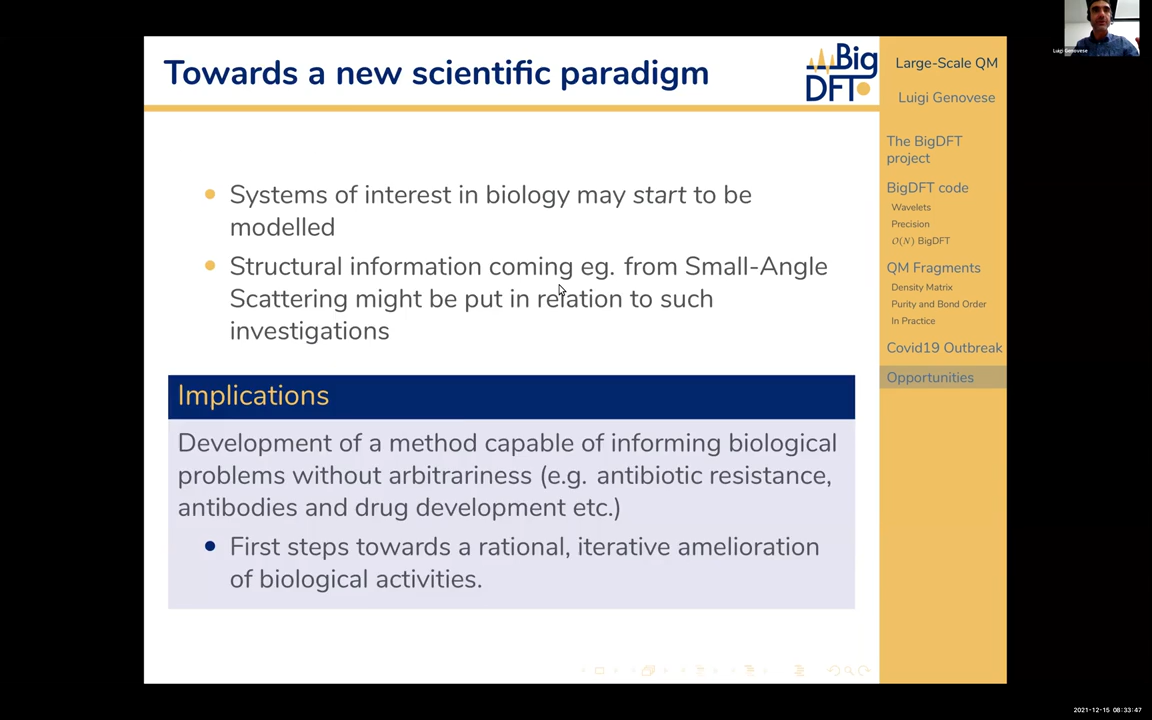 Towards a new scientific paradigm
Big
DFT
Systems of interest in biology may start to be
modelled
Structural information coming eg. from Small-Angle
Scattering might be put in relation to such
investigations
Implications
Development of a method capable of informing biological
problems without arbitrariness (e.g. antibiotic resistance,
antibodies and drug development etc.)
First steps towards a rational, iterative amelioration
of biological activities.
Large-Scale QM
Luigi Genovese
The BigDFT
project
BigDFT code
Wavelets
Precision
O(N) BigDFT
QM Fragments
Density Matrix
Purity and Bond Order
In Practice
Covid19 Outbreak
Opportunities
Luigi Genovese
2021-12-15 08:33:47